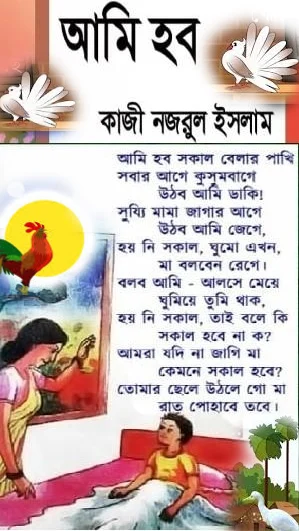 আমি হব
কাজী নজরুল ইসলাম
আমি হব সকাল বেলার পাখি
সবার আগে কুসুমবাগে
উঠব আমি ডাকি!
সুয্যি মামা জাগার আগে
উঠব আমি জেগে,
হয় নি সকাল, ঘুমো এখন,
মা বলবেন রেগে।
বলব আমি - আলসে মেয়ে
ঘুমিয়ে তুমি থাক,
হয় নি সকাল, তাই বলে কি
সকাল হবে না ক?
আমরা যদি না জাগি মা
কেমনে সকাল হবে?
তোমার ছেলে উঠলে গো মা
রাত পোহাবে তবে।